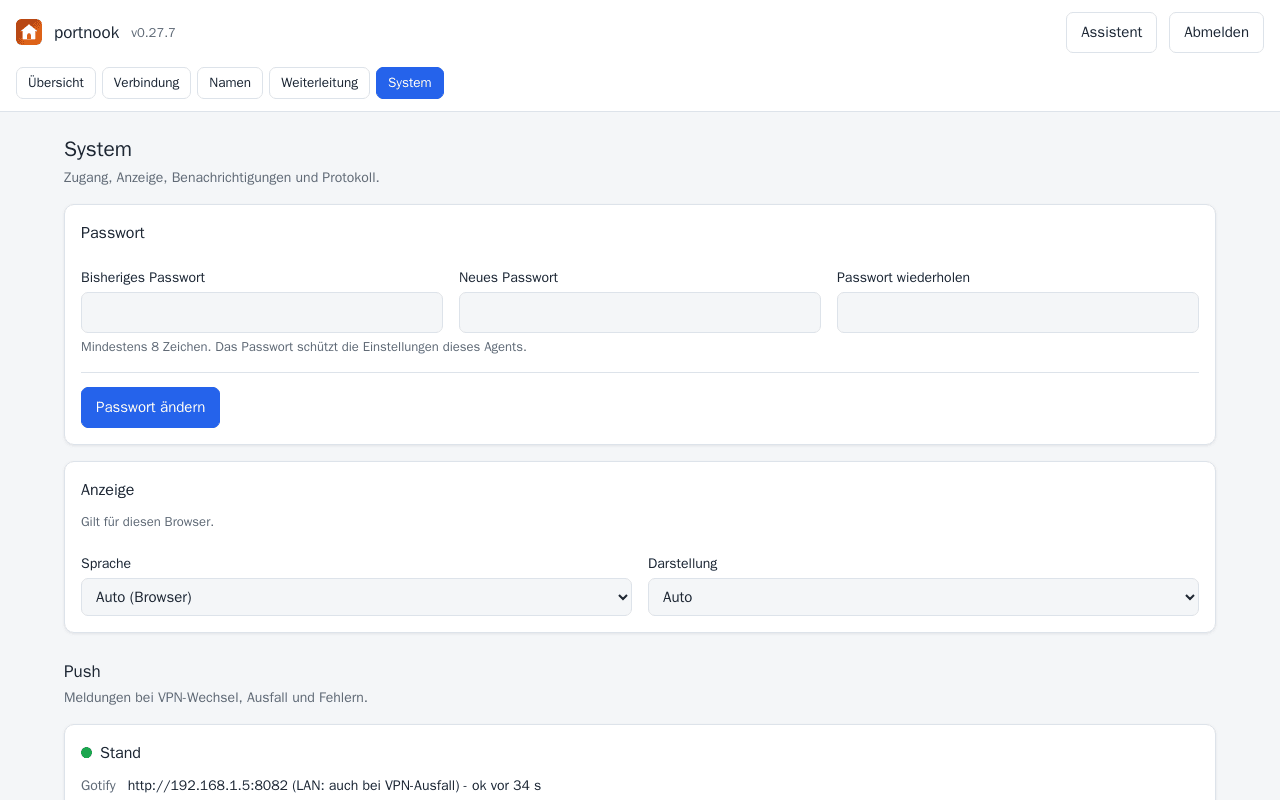 portnook v0.27.7
Assistent
Abmelden
Übersicht
Verbindung
Namen
Weiterleitung
System
System
Zugang, Anzeige, Benachrichtigungen und Protokoll.
Passwort
Bisheriges Passwort
Neues Passwort
Passwort wiederholen
Mindestens 8 Zeichen. Das Passwort schützt die Einstellungen dieses Agents.
Passwort ändern
Anzeige
Gilt für diesen Browser.
Sprache
Darstellung
Auto (Browser)
Auto
Push
Meldungen bei VPN-Wechsel, Ausfall und Fehlern.
Stand
Gotify http://192.168.1.5:8082 (LAN: auch bei VPN-Ausfall) - ok vor 34 s